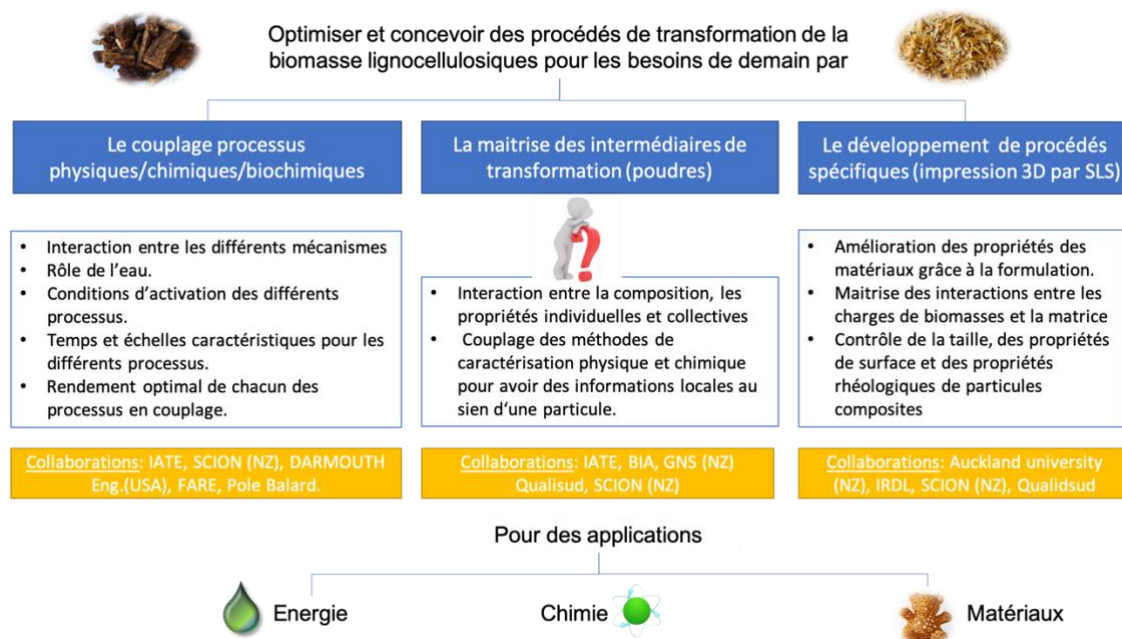 Optimiser et concevoir des procédés de transformation de la
biomasse lignocellulosiques pour les besoins de demain par
Le couplage processus
physiques/chimiques/biochimiques
• Interaction entre les différents mécanismes
• Rôle de l'eau.
• Conditions d'activation des différents
processus.
• Temps et échelles caractéristiques pour les
différents processus.
• Rendement optimal de chacun des
processus en couplage.
Collaborations: IATE, SCION (NZ), DARMOUTH
Eng.(USA), FARE, Pole Balard.
La maitrise des intermédiaires de
transformation (poudres)
?
• Interaction entre la composition, les
propriétés individuelles et collectives
• Couplage des méthodes de
caractérisation physique et chimique
pour avoir des informations locales au
sien d'une particule.
Collaborations: IATE, BIA, GNS (NZ)
Qualisud, SCION (NZ)
Le développement de procédés
spécifiques (impression 3D par SLS)
• Amélioration des propriétés des
matériaux grâce à la formulation.
• Maitrise des interactions entre les
charges de biomasses et la matrice
• Contrôle de la taille, des propriétés
de surface et des propriétés
rhéologiques de particules
composites
Collaborations: Auckland university
(NZ), IRDL, SCION (NZ), Qualidsud
Pour des applications
Energie
Chimie
Matériaux